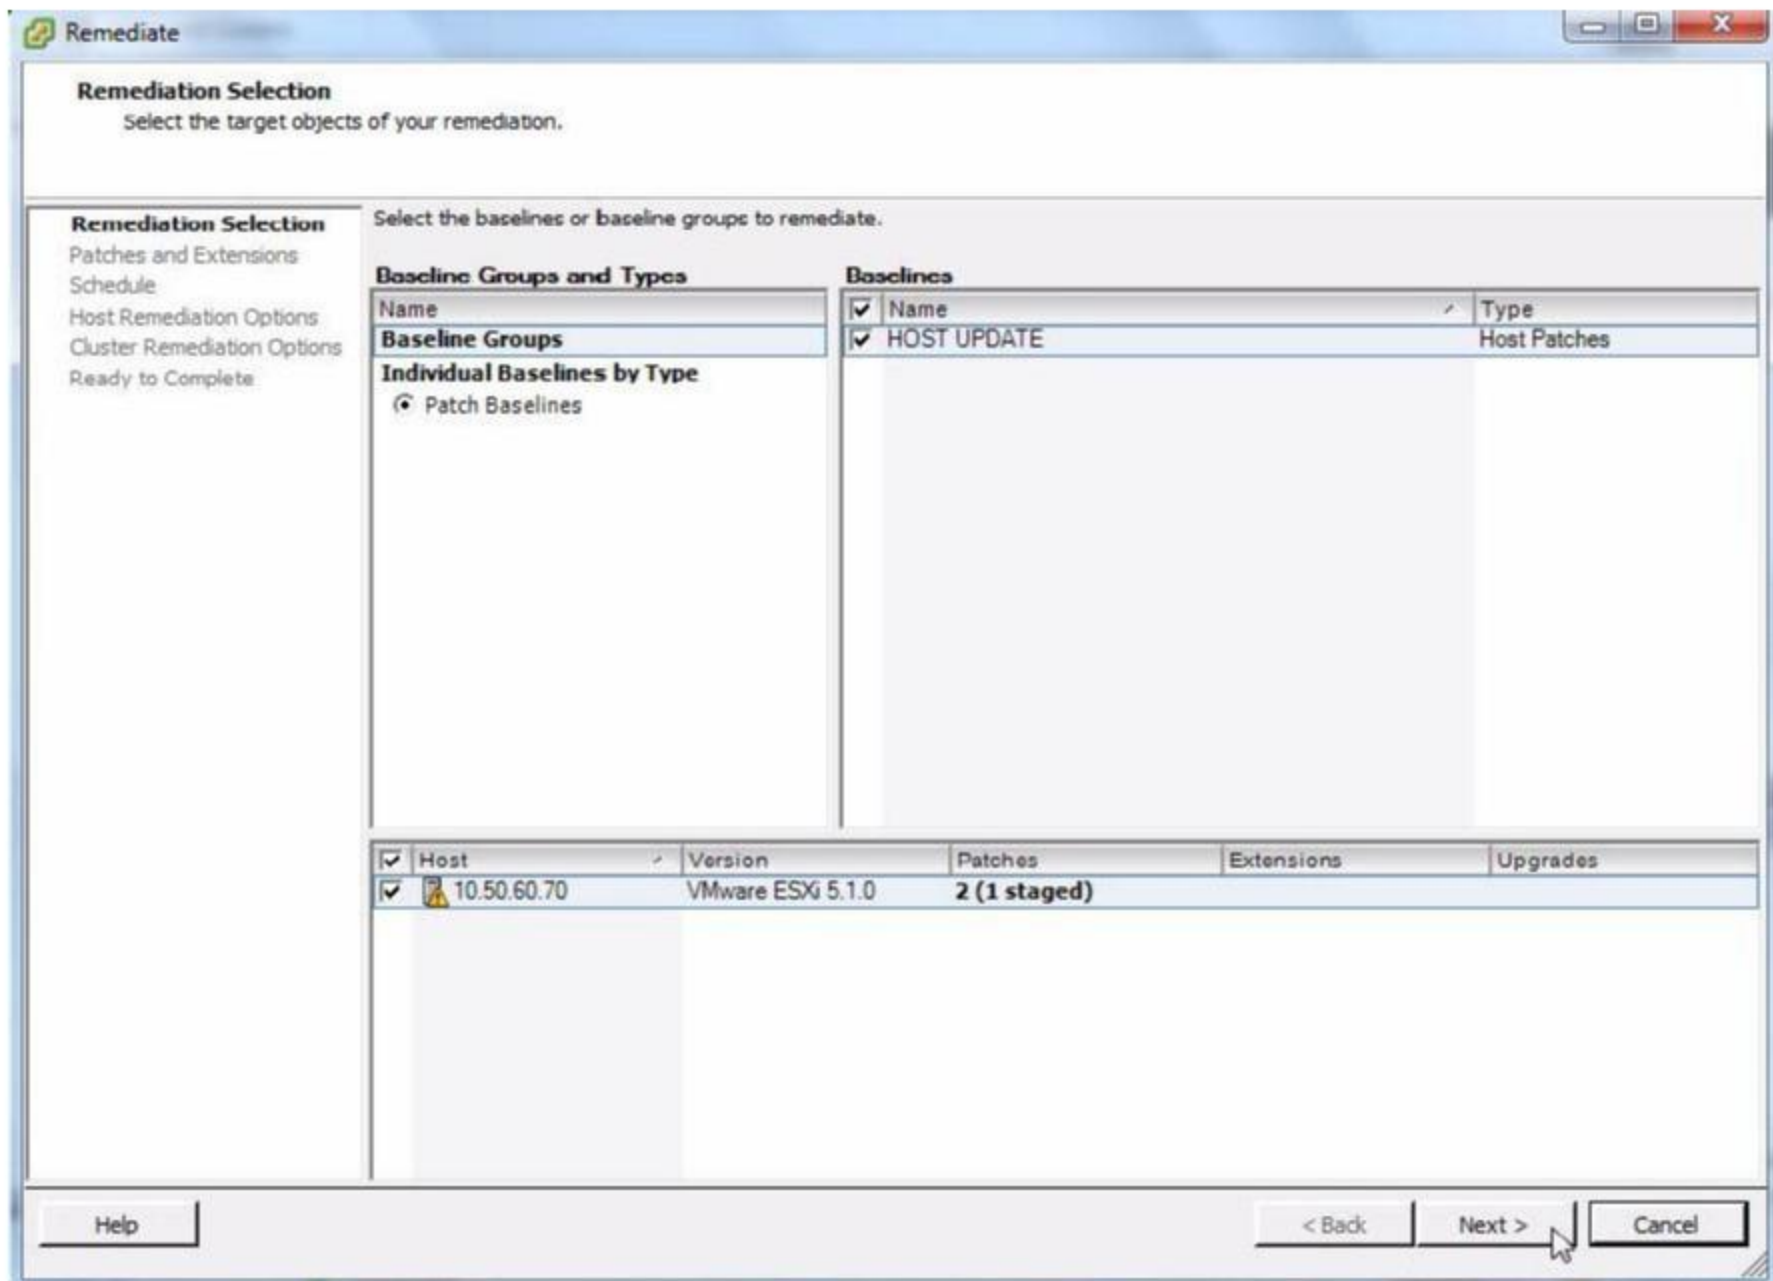 Remediate
Remediation Selection
Select the target objects of your remediation.
Remediation Selection
Patches and Extensions
Schedule
Host Remediation Options
Cluster Remediation Options
Ready to Complete
Select the baselines or baseline groups to remediate.
Baseline Groups and Types
Name
Baseline Groups
Individual Baselines by Type
Patch Baselines
Baselines
Name Type
HOST UPDATE Host Patches
Host Version Patches Extensions Upgrades
10.50.60.70 VMware ESXi 5.1.0 2 (1 staged)
Help < Back Next > Cancel